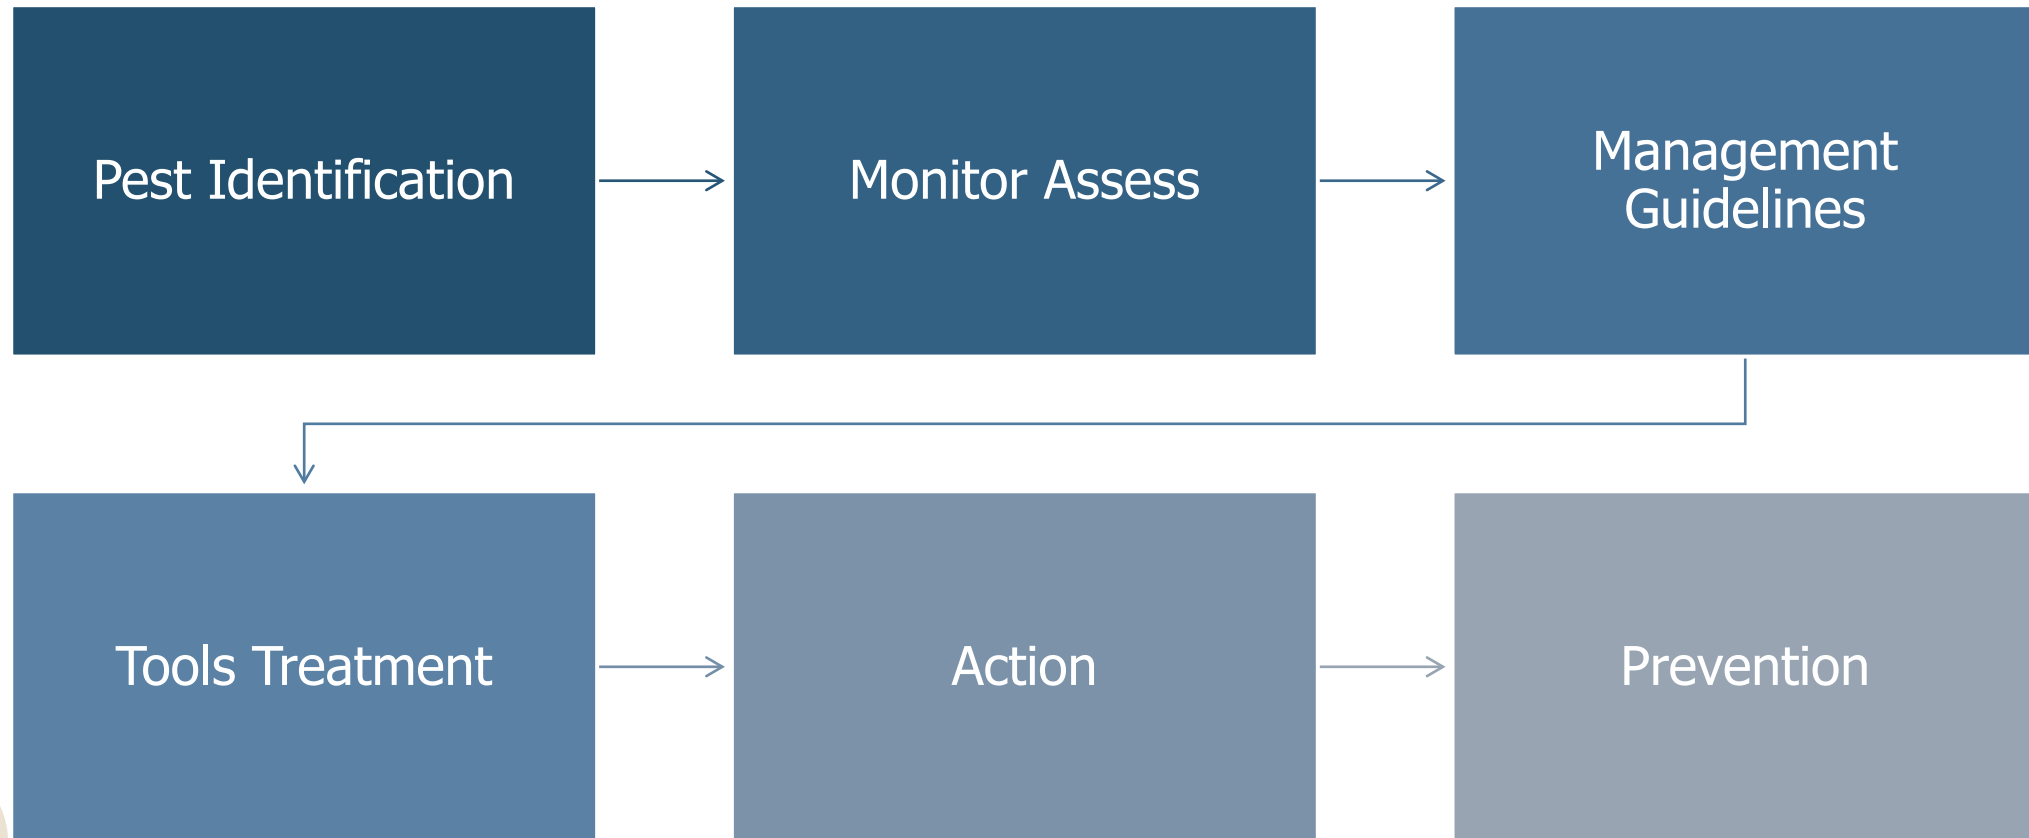 Pest Identification
Monitor Assess
Management
Guidelines
Tools Treatment
Action
Prevention